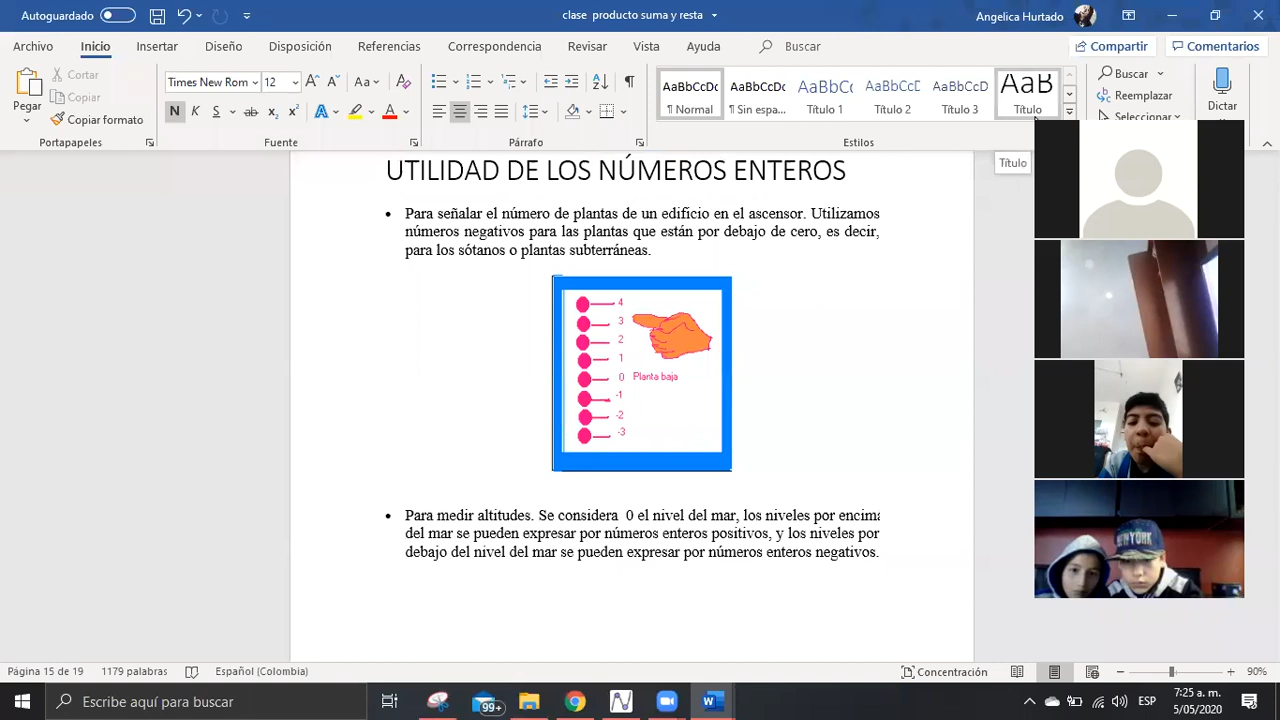 Autoguardado
clase producto suma y resta
Angelica Hurtado
Archivo Inicio Insertar Diseño Disposición Referencias Correspondencia Revisar Vista Ayuda Buscar Compartir Comentarios
Pegar
Cortar
Copiar
Copiar formato
Portapapeles
Times New Rom 12
Fuente
Párrafo
AaBbCcDc AaBbCcDc AaBbCc AaBbCcD AaBbCcD AaB
¶ Normal ¶ Sin espa... Título 1 Título 2 Título 3 Título
Estilos
Buscar
Reemplazar
Seleccionar
Dictar
Título
UTILIDAD DE LOS NÚMEROS ENTEROS
• Para señalar el número de plantas de un edificio en el ascensor. Utilizamos
números negativos para las plantas que están por debajo de cero, es decir,
para los sótanos o plantas subterráneas.
4
3
2
1
0 Planta baja
-1
-2
-3
• Para medir altitudes. Se considera 0 el nivel del mar, los niveles por encima
del mar se pueden expresar por números enteros positivos, y los niveles por
debajo del nivel del mar se pueden expresar por números enteros negativos.
NEW YORK
Página 15 de 19 1179 palabras Español (Colombia) Concentración 90%
Escribe aquí para buscar
99+
ESP
7:25 a. m.
5/05/2020